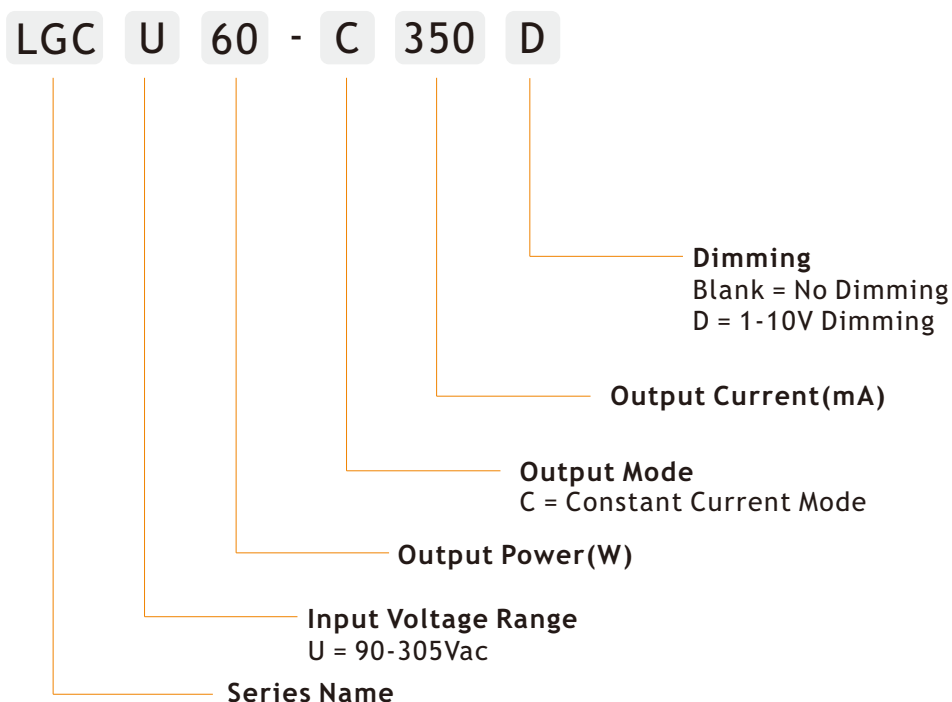 LGC U 60 - C 350 D
Dimming
Blank = No Dimming
D = 1-10V Dimming
Output Current(mA)
Output Mode
C = Constant Current Mode
Output Power(W)
Input Voltage Range
U = 90-305Vac
Series Name